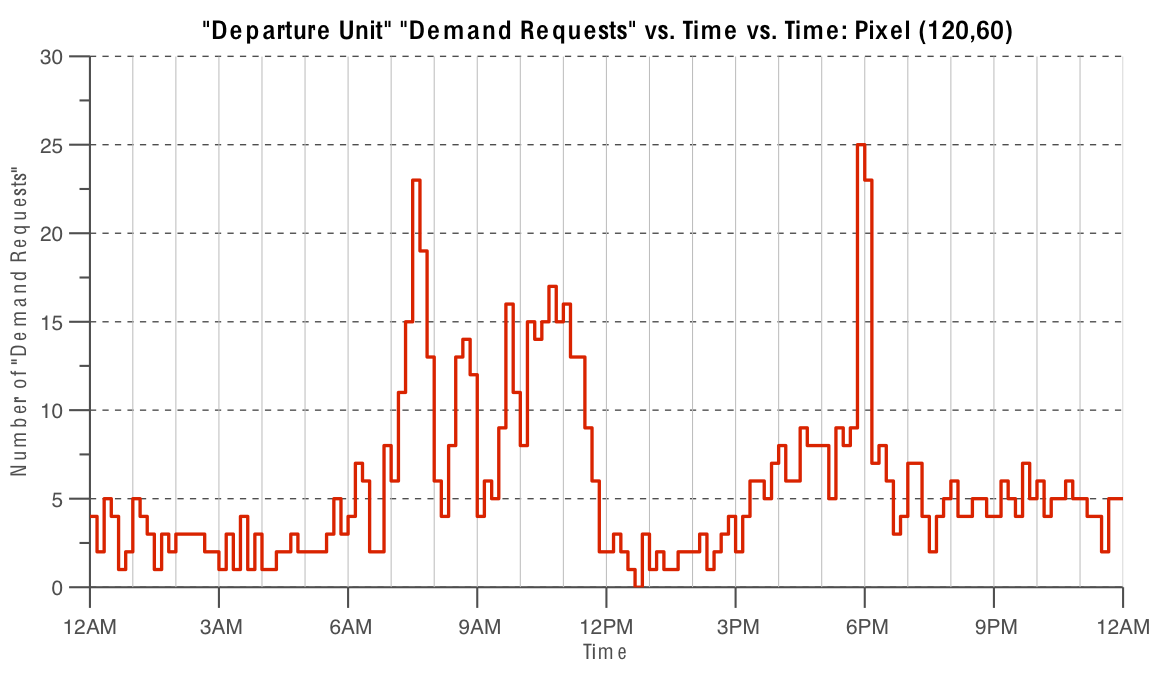 "Departure Unit" "Demand Requests" vs. Time vs. Time: Pixel (120,60)
Number of "Demand Requests"
30
25
20
15
10
5
0
12AM 3AM 6AM 9AM 12PM 3PM 6PM 9PM 12AM
Time